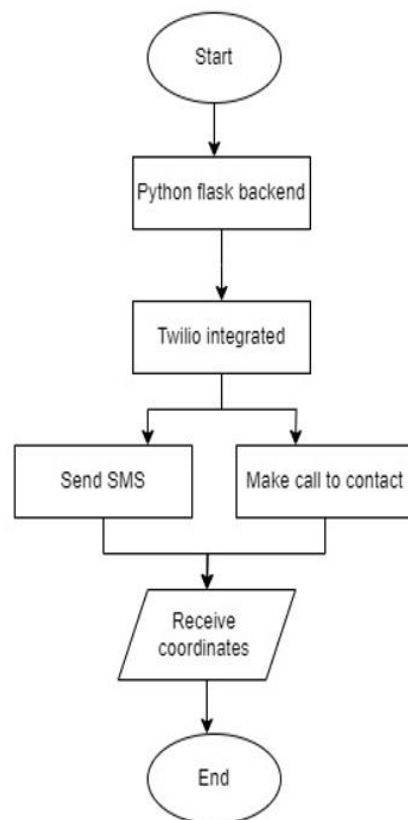 Start
Python flask backend
Twilio integrated
Send SMS
Make call to contact
Receive
coordinates
End